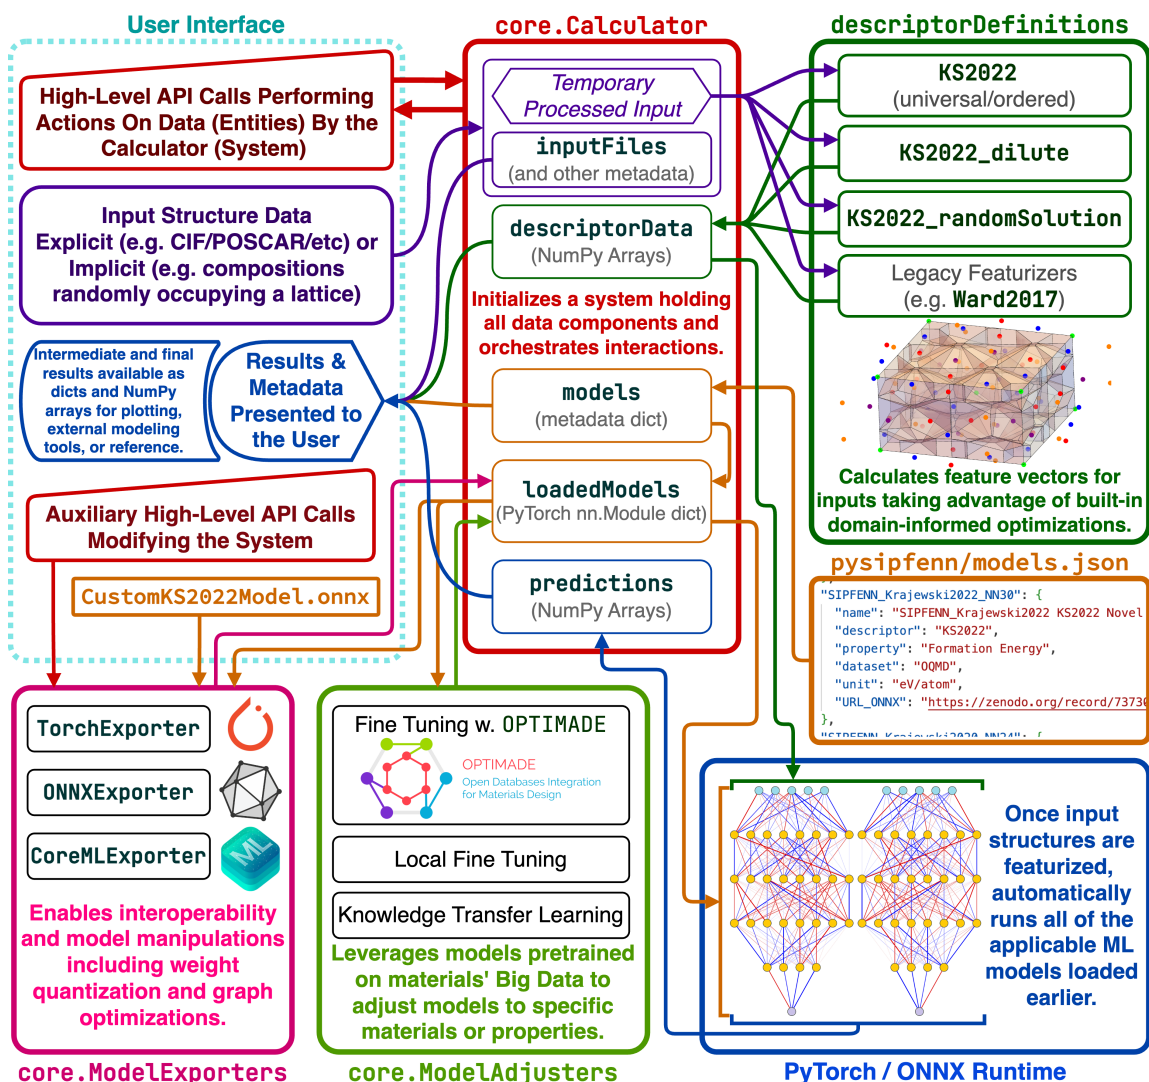 User Interface
High-Level API Calls Performing
Actions On Data (Entities) By the
Calculator (System)
Input Structure Data
Explicit (e.g. CIF/POSCAR/etc) or
Implicit (e.g. compositions
randomly occupying a lattice)
Intermediate and final
results available as
dicts and NumPy
arrays for plotting,
external modeling
tools, or reference.
Results &
Metadata
Presented to
the User
Auxiliary High-Level API Calls
Modifying the System
CustomKS2022Model.onnx
core.Calculator
Temporary
Processed Input
inputFiles
(and other metadata)
descriptorData
(NumPy Arrays)
Initializes a system holding
all data components and
orchestrates interactions.
models
(metadata dict)
loadedModels
(PyTorch nn.Module dict)
predictions
(NumPy Arrays)
descriptorDefinitions
KS2022
(universal/ordered)
KS2022_dilute
KS2022_randomSolution
Legacy Featurizers
(e.g. Ward2017)
Calculates feature vectors for
inputs taking advantage of built-in
domain-informed optimizations.
pysipfenn/models.json
"SIPFENN_Krajewski2022_NN30": {
"name": "SIPFENN_Krajewski2022 KS2022 Novel
"descriptor": "KS2022",
"property": "Formation Energy",
"dataset": "OQMD",
"unit": "eV/atom",
"URL_ONNX": "https://zenodo.org/record/73730
},
"SIPFENN_Krajewski2020_NN24": {
TorchExporter
ONNXExporter
CoreMLExporter
ML
Enables interoperability
and model manipulations
including weight
quantization and graph
optimizations.
core.ModelExporters
Fine Tuning w. OPTIMADE
OPTIMADE
Open Databases Integration
for Materials Design
Local Fine Tuning
Knowledge Transfer Learning
Leverages models pretrained
on materials' Big Data to
adjust models to specific
materials or properties.
core.ModelAdjusters
Once input
structures are
featurized,
automatically
runs all of the
applicable ML
models loaded
earlier.
PyTorch / ONNX Runtime